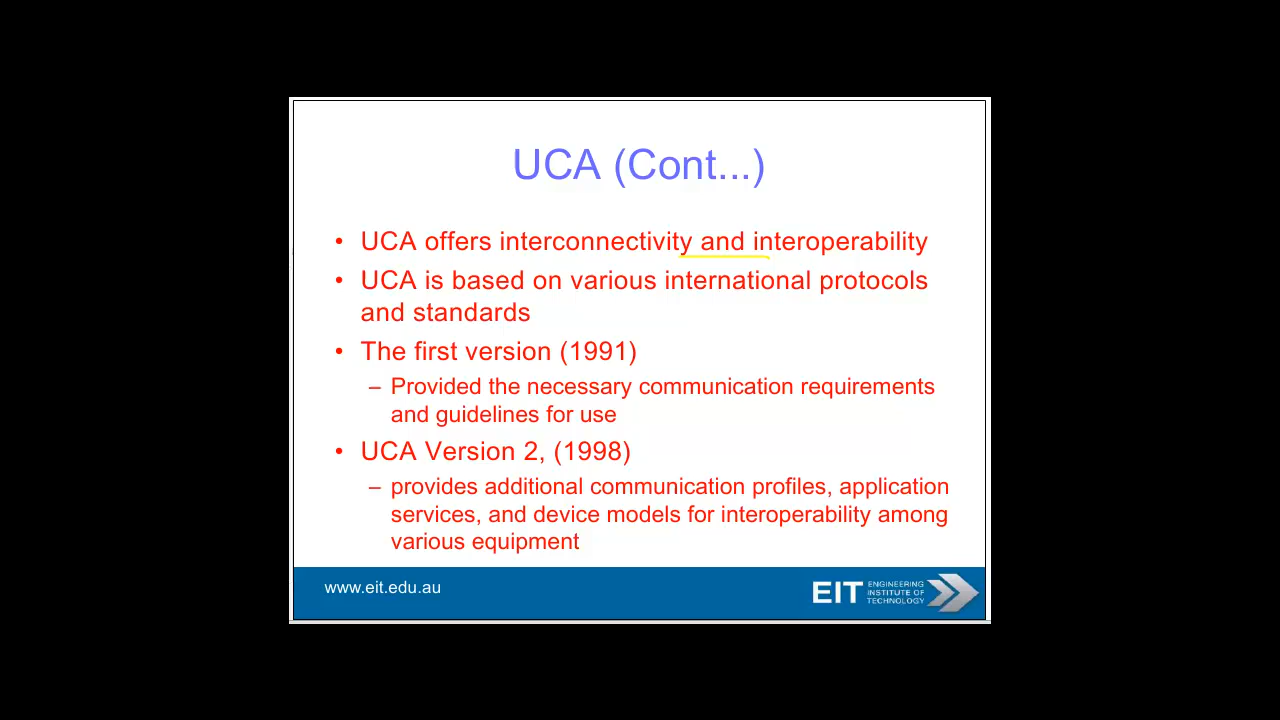 UCA (Cont...)
• UCA offers interconnectivity and interoperability
• UCA is based on various international protocols
and standards
• The first version (1991)
– Provided the necessary communication requirements
and guidelines for use
• UCA Version 2, (1998)
– provides additional communication profiles, application
services, and device models for interoperability among
various equipment
www.eit.edu.au
EIT
ENGINEERING
INSTITUTE OF
TECHNOLOGY